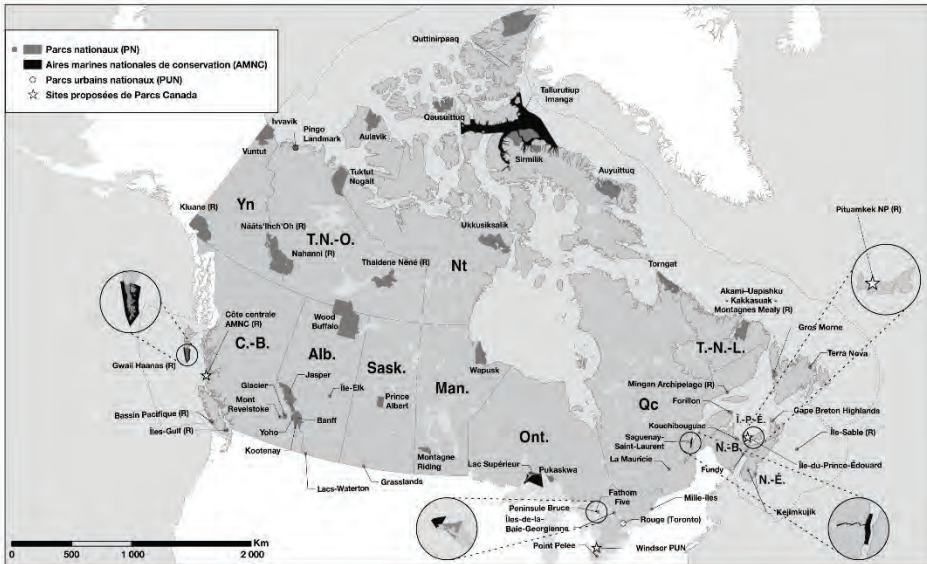 Parcs nationaux (PN)
Aires marines nationales de conservation (AMNC)
Parcs urbains nationaux (PUN)
Sites proposées de Parcs Canada
Quttinirpaaq
Tallurutiup
Imanga
Qausuittuq
Ivvavik
Pingo
Landmark
Aulavik
Vuntut
Sirmilik
Tuktut
Nogait
Auyuittuq
Kluane (R)
Yn
Ukkusiksalik
Pituamkek NP (R)
Nááts'ihch'Oh (R)
T.N.-O.
Nahanni (R)
Nt
Thaidene Nëné (R)
Torngat
Akami–Uapishku
- Kakkasuak -
Montagnes Mealy (R)
Wood
Buffalo
Gros Morne
Côte centrale
AMNC (R)
C.-B.
Alb.
T.-N.-L.
Terra Nova
Gwaii Haanas (R)
Jasper
Sask.
Wapusk
Glacier
Île-Elk
Man.
Mingan Archipelago (R)
Mont
Revelstoke
Prince
Albert
Qc
Forillon
Bassin Pacifique (R)
Banff
Î.-P.-É.
Cape Breton Highlands
Îles-Gulf (R)
Yoho
Kouchibouguac
Ont.
Saguenay-
Saint-Laurent
N.-B.
Île-Sable (R)
Kootenay
Montagne
Riding
Lac Supérieur
Pukaskwa
La Mauricie
Fundy
Île-du-Prince-Édouard
Lacs-Waterton
Grasslands
N.-É.
Fathom
Five
Mille-Îles
Kejimkujik
Peninsule Bruce
Îles-de-la-
Baie-Georgienne
Rouge (Toronto)
Point Pelee
Windsor PUN
Km
0
500
1 000
2 000